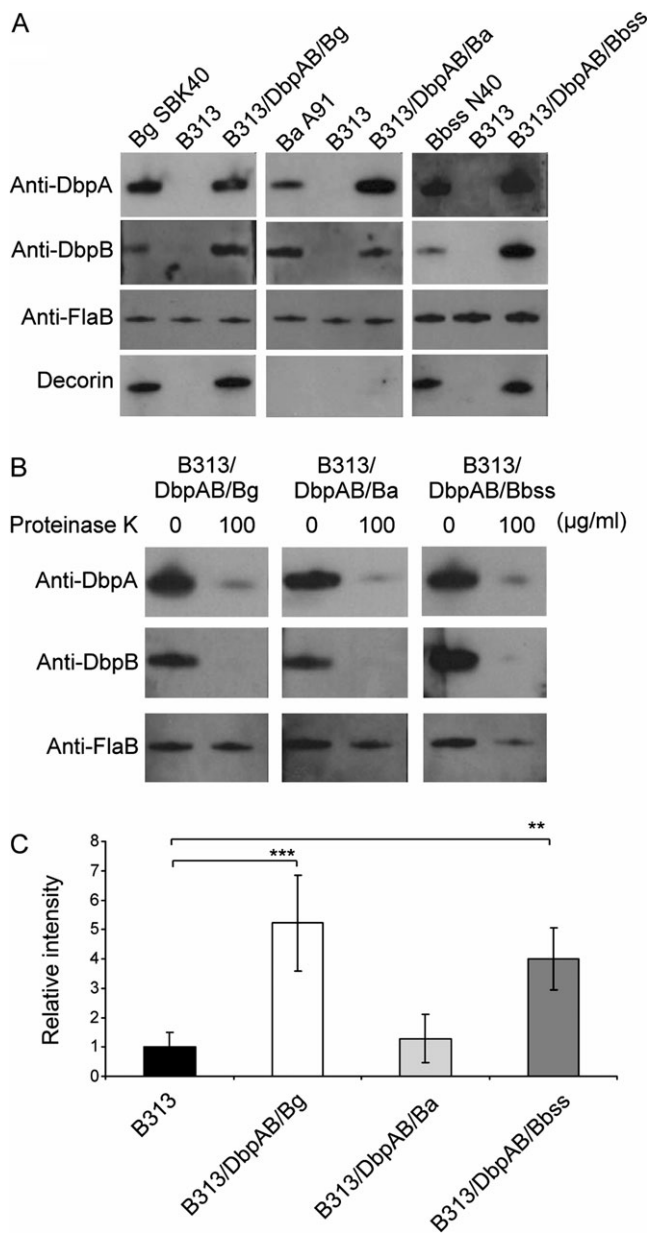 A
Bg SBK40 B313 B313/DbpAB/Bg Ba A91 B313 B313/DbpAB/Ba Bbss N40 B313 B313/DbpAB/Bbss
Anti-DbpA
Anti-DbpB
Anti-FlaB
Decorin
B
B313/ B313/ B313/
DbpAB/Bg DbpAB/Ba DbpAB/Bbss
Proteinase K 0 100 0 100 0 100 (µg/ml)
Anti-DbpA
Anti-DbpB
Anti-FlaB
C
8
7
6
5
4
3
2
1
0
Relative intensity
***
**
B313
B313/DbpAB/Bg
B313/DbpAB/Ba
B313/DbpAB/Bbss